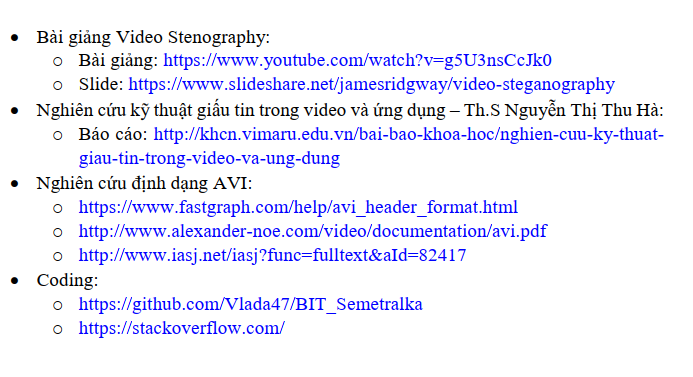 • Bài giảng Video Stenography:
o Bài giảng: https://www.youtube.com/watch?v=g5U3nsCcJk0
o Slide: https://www.slideshare.net/jamesridgway/video-steganography
• Nghiên cứu kỹ thuật giấu tin trong video và ứng dụng – Th.S Nguyễn Thị Thu Hà:
o Báo cáo: http://khcn.vimaru.edu.vn/bai-bao-khoa-hoc/nghien-cuu-ky-thuat-
giau-tin-trong-video-va-ung-dung
• Nghiên cứu định dạng AVI:
o https://www.fastgraph.com/help/avi_header_format.html
o http://www.alexander-noe.com/video/documentation/avi.pdf
o http://www.iasj.net/iasj?func=fulltext&aId=82417
• Coding:
o https://github.com/Vlada47/BIT_Semetralka
o https://stackoverflow.com/